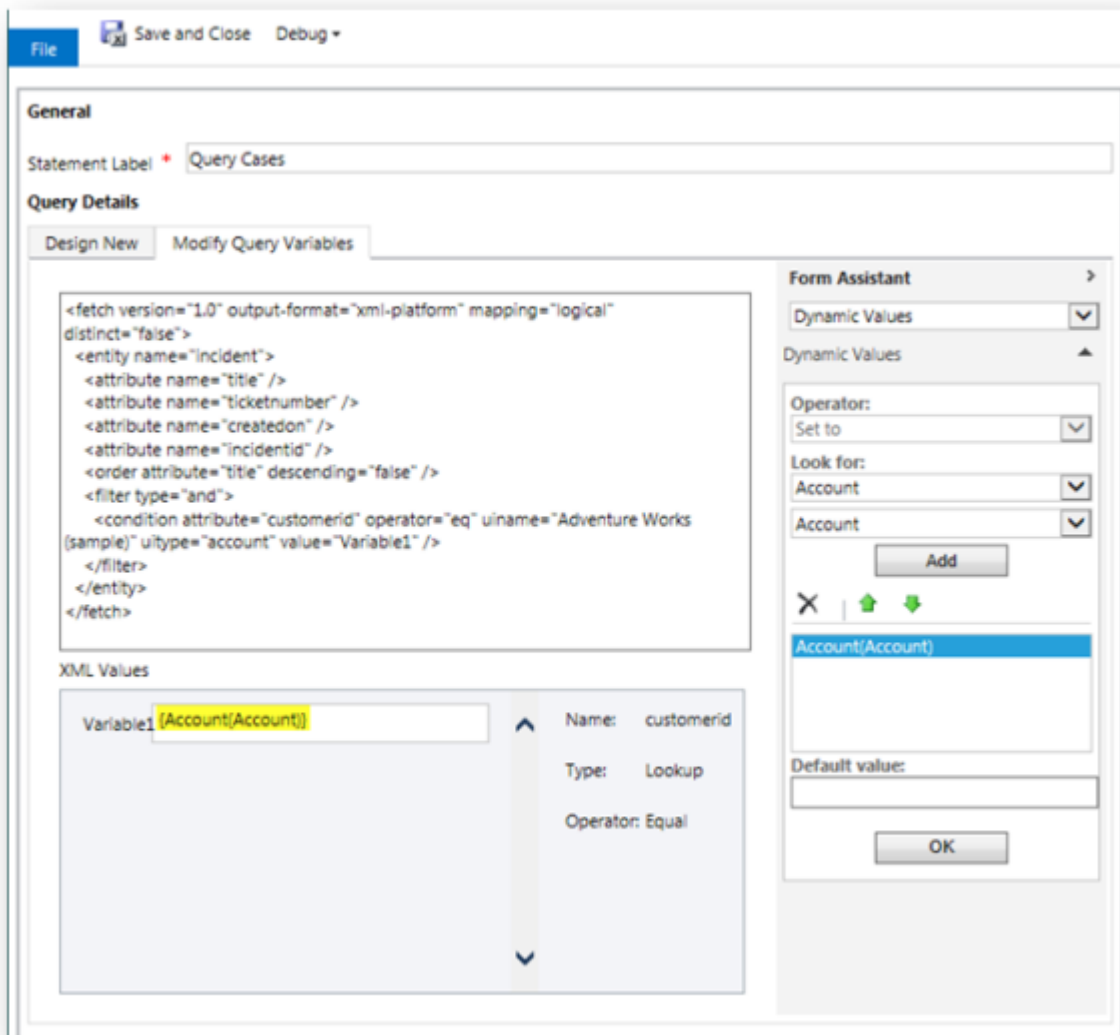 File
Save and Close Debug
General
Statement Label * Query Cases
Query Details
Design New Modify Query Variables
<fetch version="1.0" output-format="xml-platform" mapping="logical"
distinct="false">
<entity name="incident">
<attribute name="title" />
<attribute name="ticketnumber" />
<attribute name="createdon" />
<attribute name="incidentid" />
<order attribute="title" descending="false" />
<filter type="and">
<condition attribute="customerid" operator="eq" uiname="Adventure Works
(sample)" uitype="account" value="Variable1" />
</filter>
</entity>
</fetch>
XML Values
Variable1 {Account(Account)}
Name: customerid
Type: Lookup
Operator: Equal
Form Assistant
Dynamic Values
Dynamic Values
Operator:
Set to
Look for:
Account
Account
Add
Account(Account)
Default value:
OK